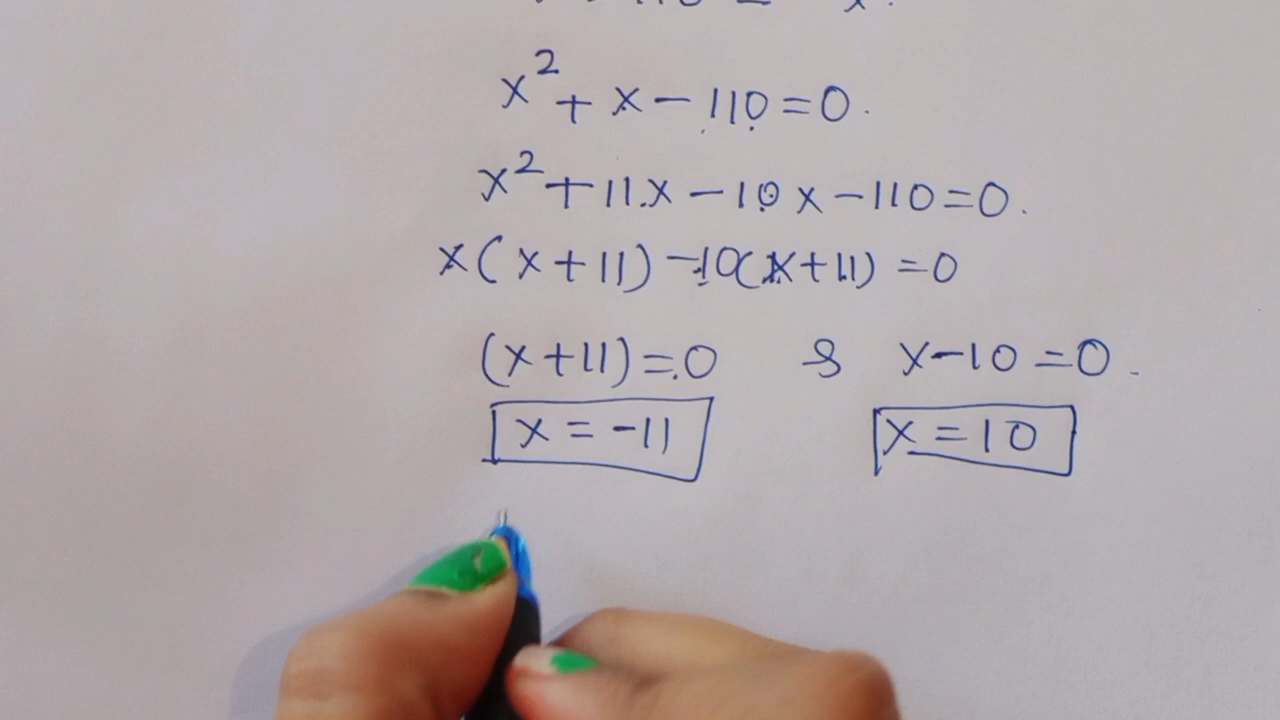 x² + x - 110 = 0.
x² + 11x - 10x - 110 = 0.
x(x + 11) - 10(x + 11) = 0
(x + 11) = 0 & x - 10 = 0.
x = -11 x = 10